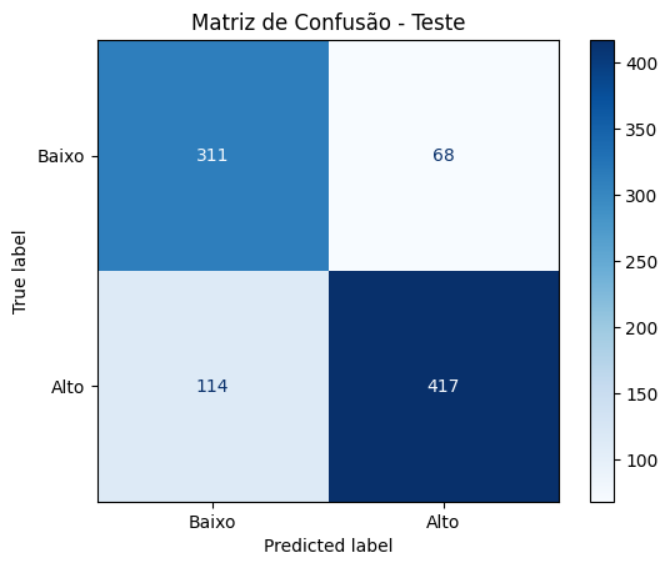 Matriz de Confusão - Teste
True label
Baixo
311
68
Alto
114
417
Baixo
Alto
Predicted label
400
350
300
250
200
150
100